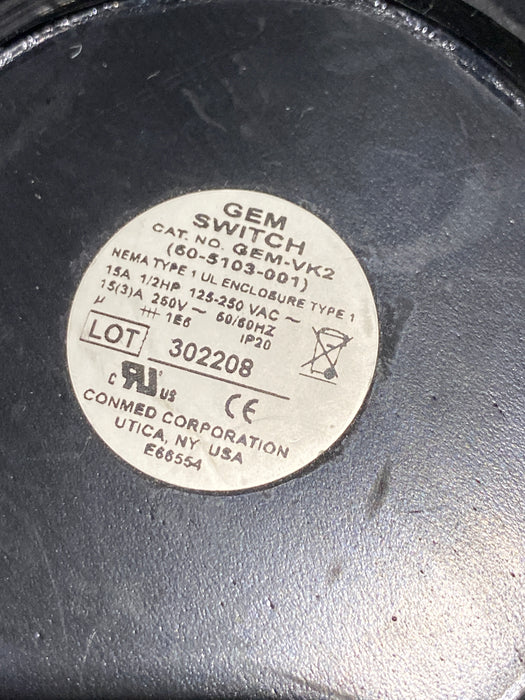 GEM
SWITCH
CAT. NO. GEM-VK2
(60-5103-001)
NEMA TYPE 1 UL ENCLOSURE TYPE 1
15A 1/2HP 125-250 VAC ~
15(3)A 250V ~ 50/60HZ
µ 1E6 IP20
LOT 302208
c RU US CE
CONMED CORPORATION
UTICA, NY USA
E66554